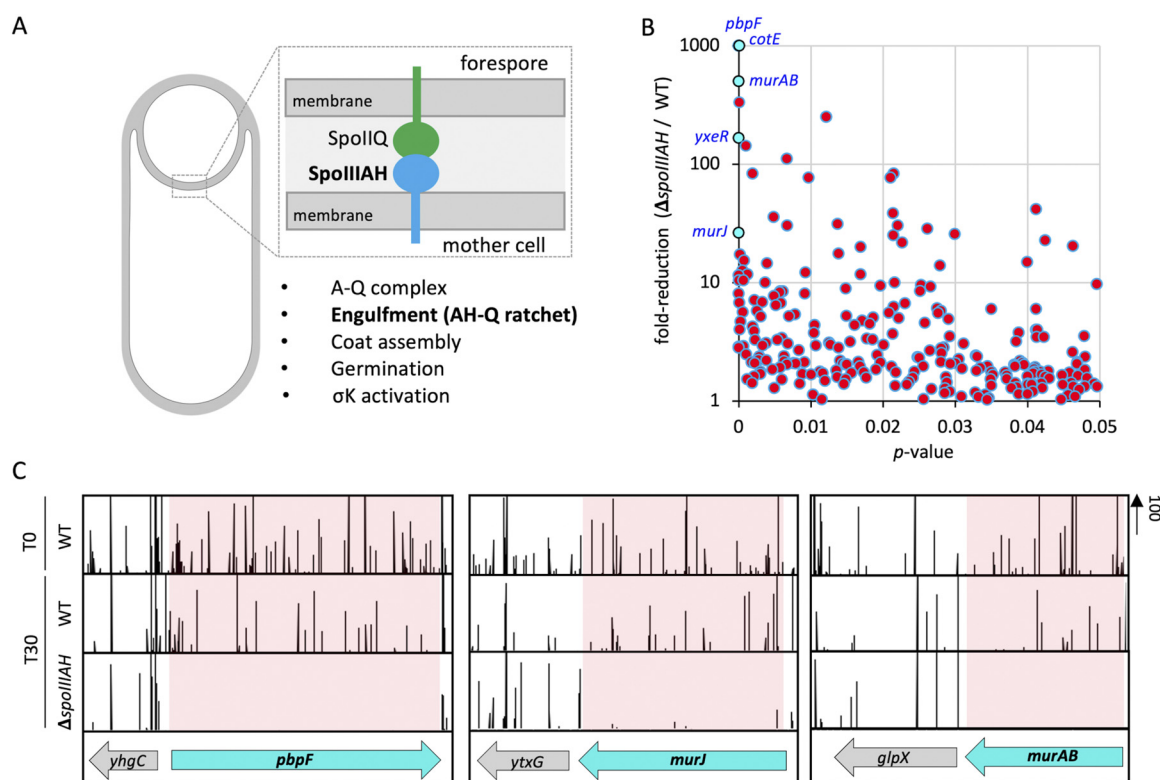 A
forespore
membrane
SpoIIQ
SpoIIIAH
membrane
mother cell
• A-Q complex
• Engulfment (AH-Q ratchet)
• Coat assembly
• Germination
• σK activation
B
fold-reduction (ΔspoIIIAH / WT)
1000
100
10
1
pbpF
cotE
murAB
yxeR
murJ
0 0.01 0.02 0.03 0.04 0.05
p-value
C
T0
WT
T30
WT
ΔspoIIIAH
100
yhgC pbpF
ytxG murJ
glpX murAB